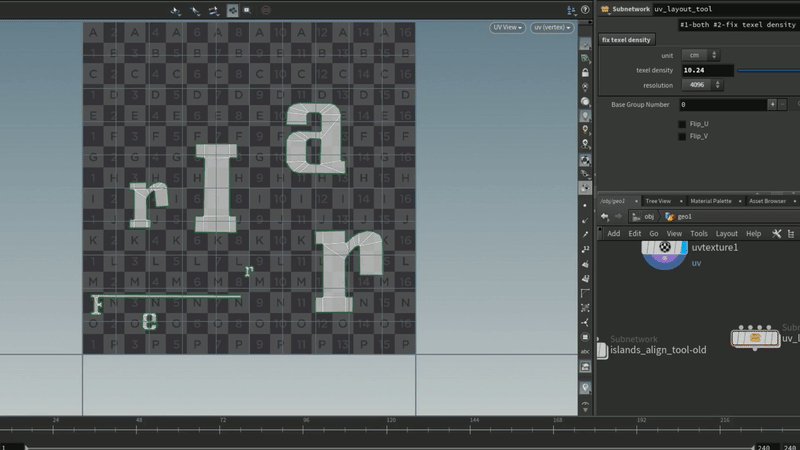 Subnetwork uv_layout_tool
#1-both #2-fix texel density
fix texel density
unit cm
texel density 10.24
resolution 4096
Base Group Number 0
Flip_U
Flip_V
UV View uv (vertex)
r I a
r
r
F
e
/obj/geo1 Tree View Material Palette Asset Browser
obj geo1
Add Edit Go View Tools Layout Help
uvtexture1
uv
Subnetwork
islands_align_tool-old
abc
24 48 72 96 120 144 192 216
1 240 240